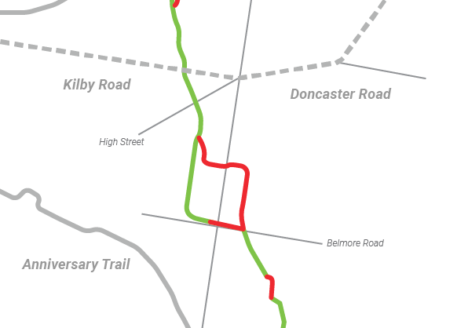 Kilby Road
Doncaster Road
High Street
Belmore Road
Anniversary Trail